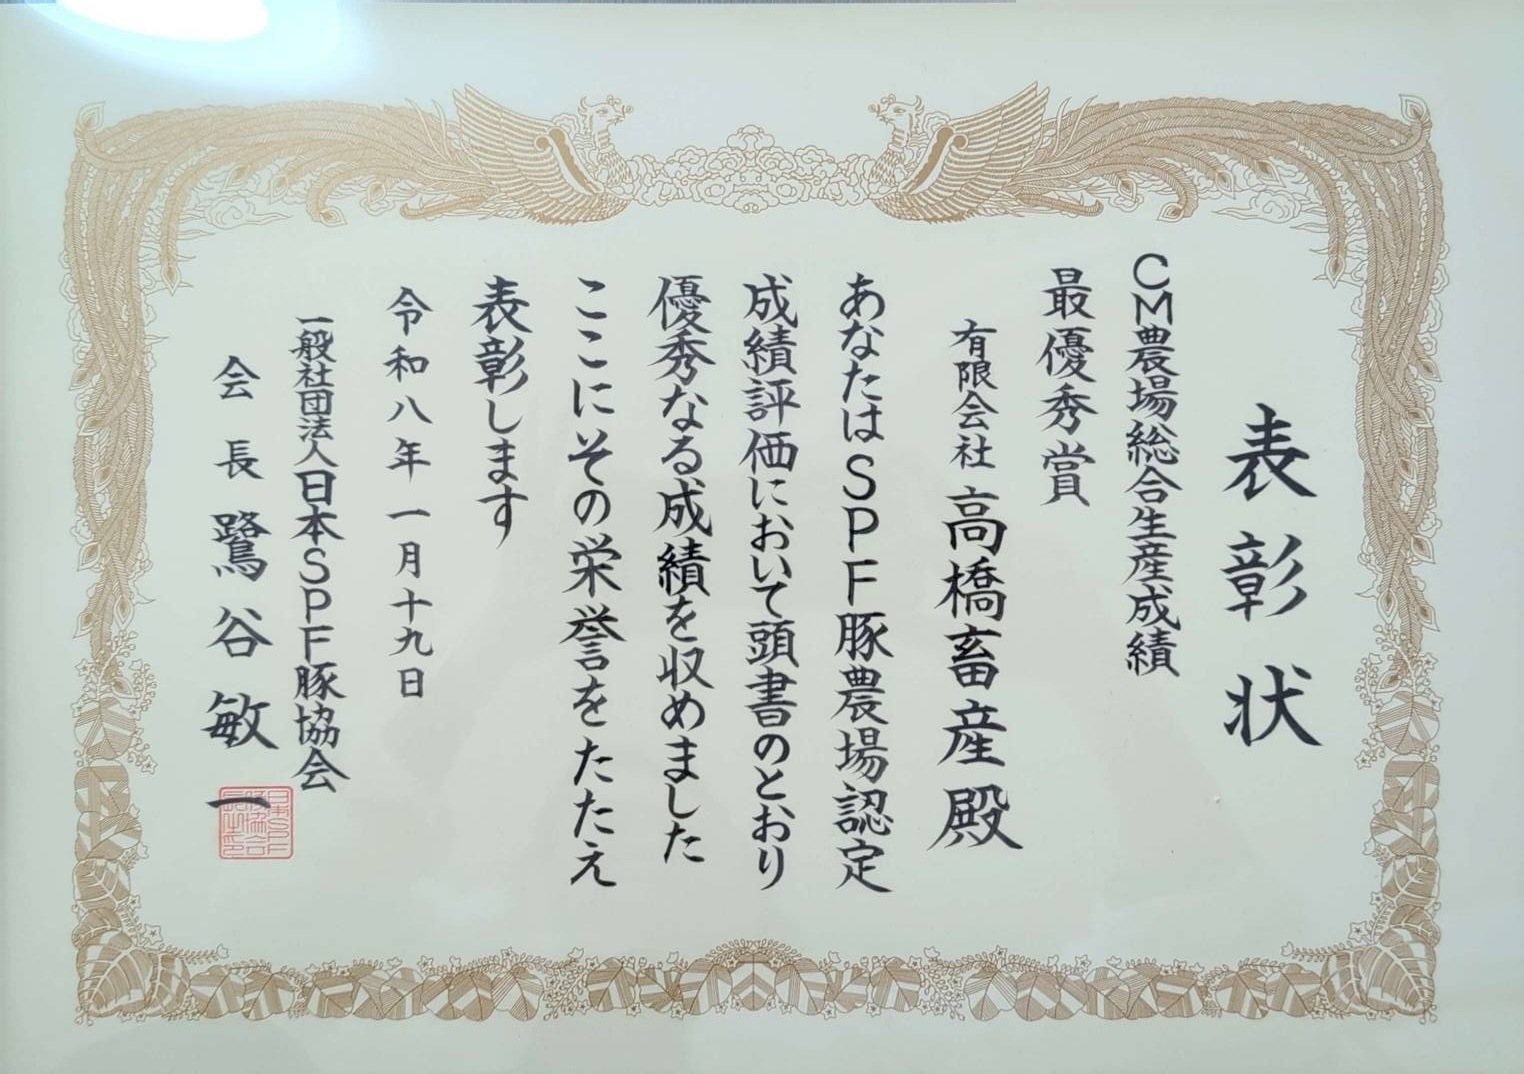 表彰状
CM農場総合生産成績
最優秀賞
有限会社 高橋畜産殿
あなたはSPF豚農場認定
成績評価において頭書のとおり
優秀なる成績を収めました
ここにその栄誉をたたえ
表彰します
令和八年一月十九日
一般社団法人日本SPF豚協会
会長 鷺谷敏一